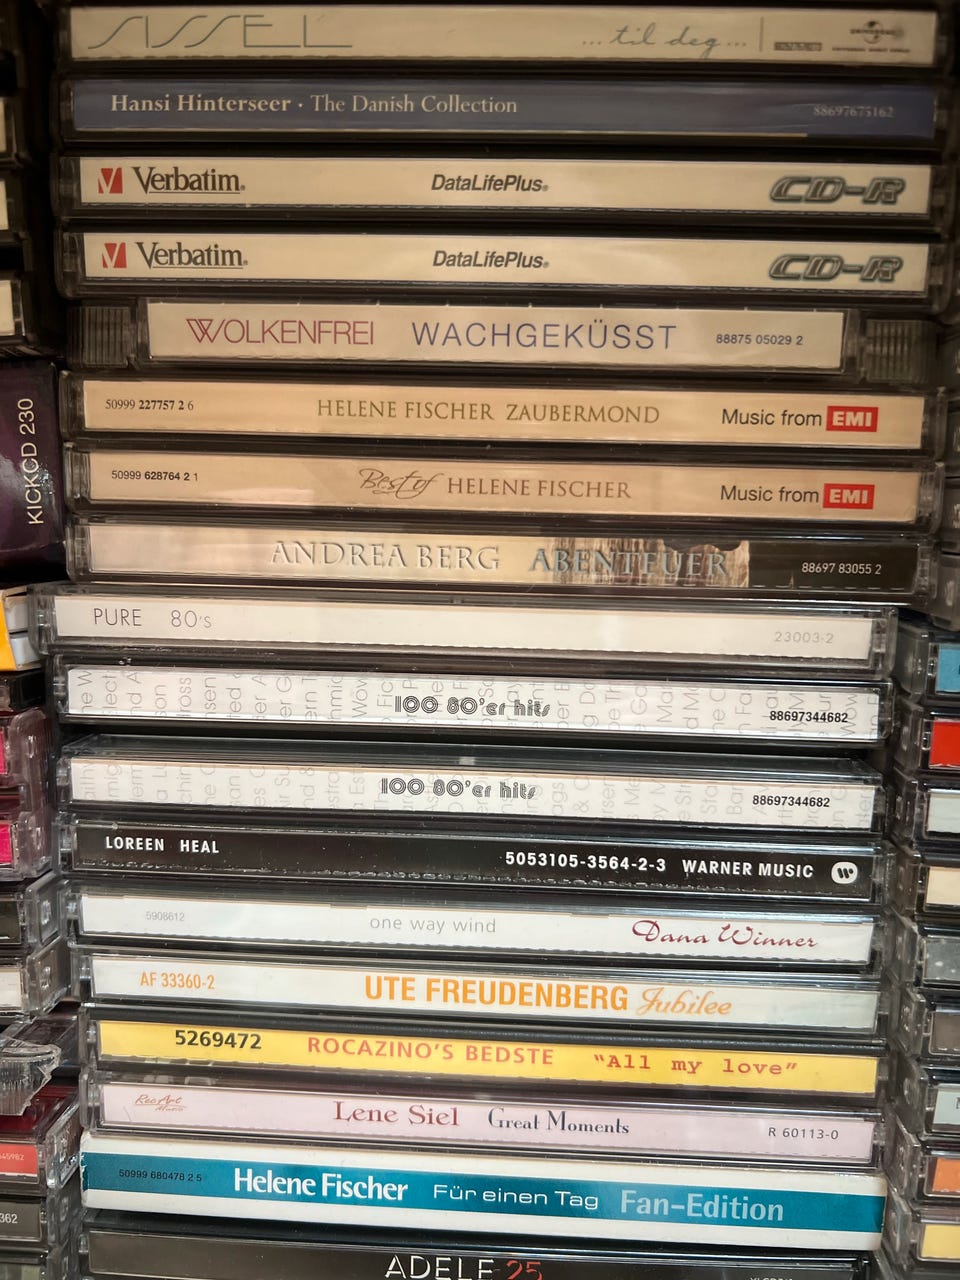 SISSEL ...til deg...
Hansi Hinterseer · The Danish Collection 88697675162
Verbatim. DataLifePlus. CD-R
Verbatim. DataLifePlus. CD-R
WOLKENFREI WACHGEKÜSST 88875 05029 2
50999 227757 2 6 HELENE FISCHER ZAUBERMOND Music from EMI
50999 628764 2 1 Best of HELENE FISCHER Music from EMI
ANDREA BERG ABENTEUER 88697 83055 2
PURE 80's 23003-2
100 80'er hits 88697344682
100 80'er hits 88697344682
LOREEN HEAL 5053105-3564-2-3 WARNER MUSIC
5908612 one way wind Dana Winner
AF 33360-2 UTE FREUDENBERG Jubilee
5269472 ROCAZINO'S BEDSTE "All my love"
RecArt Music Lene Siel Great Moments R 60113-0
50999 680478 2 5 Helene Fischer Für einen Tag Fan-Edition
ADELE 25
KICKCD 230
362